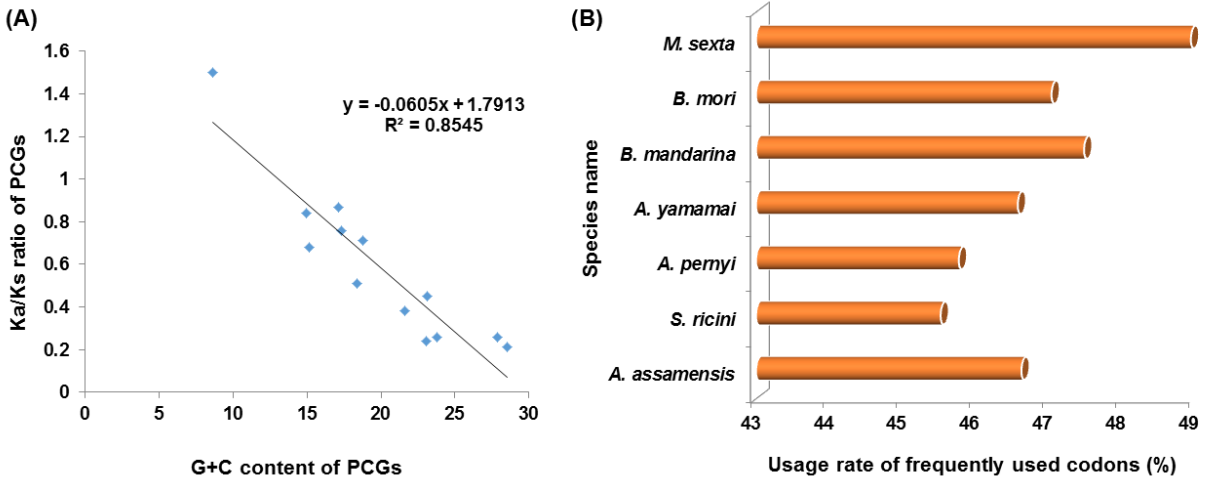 (A)
Ka/Ks ratio of PCGs
1.6
1.4
1.2
1
0.8
0.6
0.4
0.2
0
y = -0.0605x + 1.7913
R² = 0.8545
0 5 10 15 20 25 30
G+C content of PCGs
(B)
Species name
M. sexta
B. mori
B. mandarina
A. yamamai
A. pernyi
S. ricini
A. assamensis
43 44 45 46 47 48 49
Usage rate of frequently used codons (%)